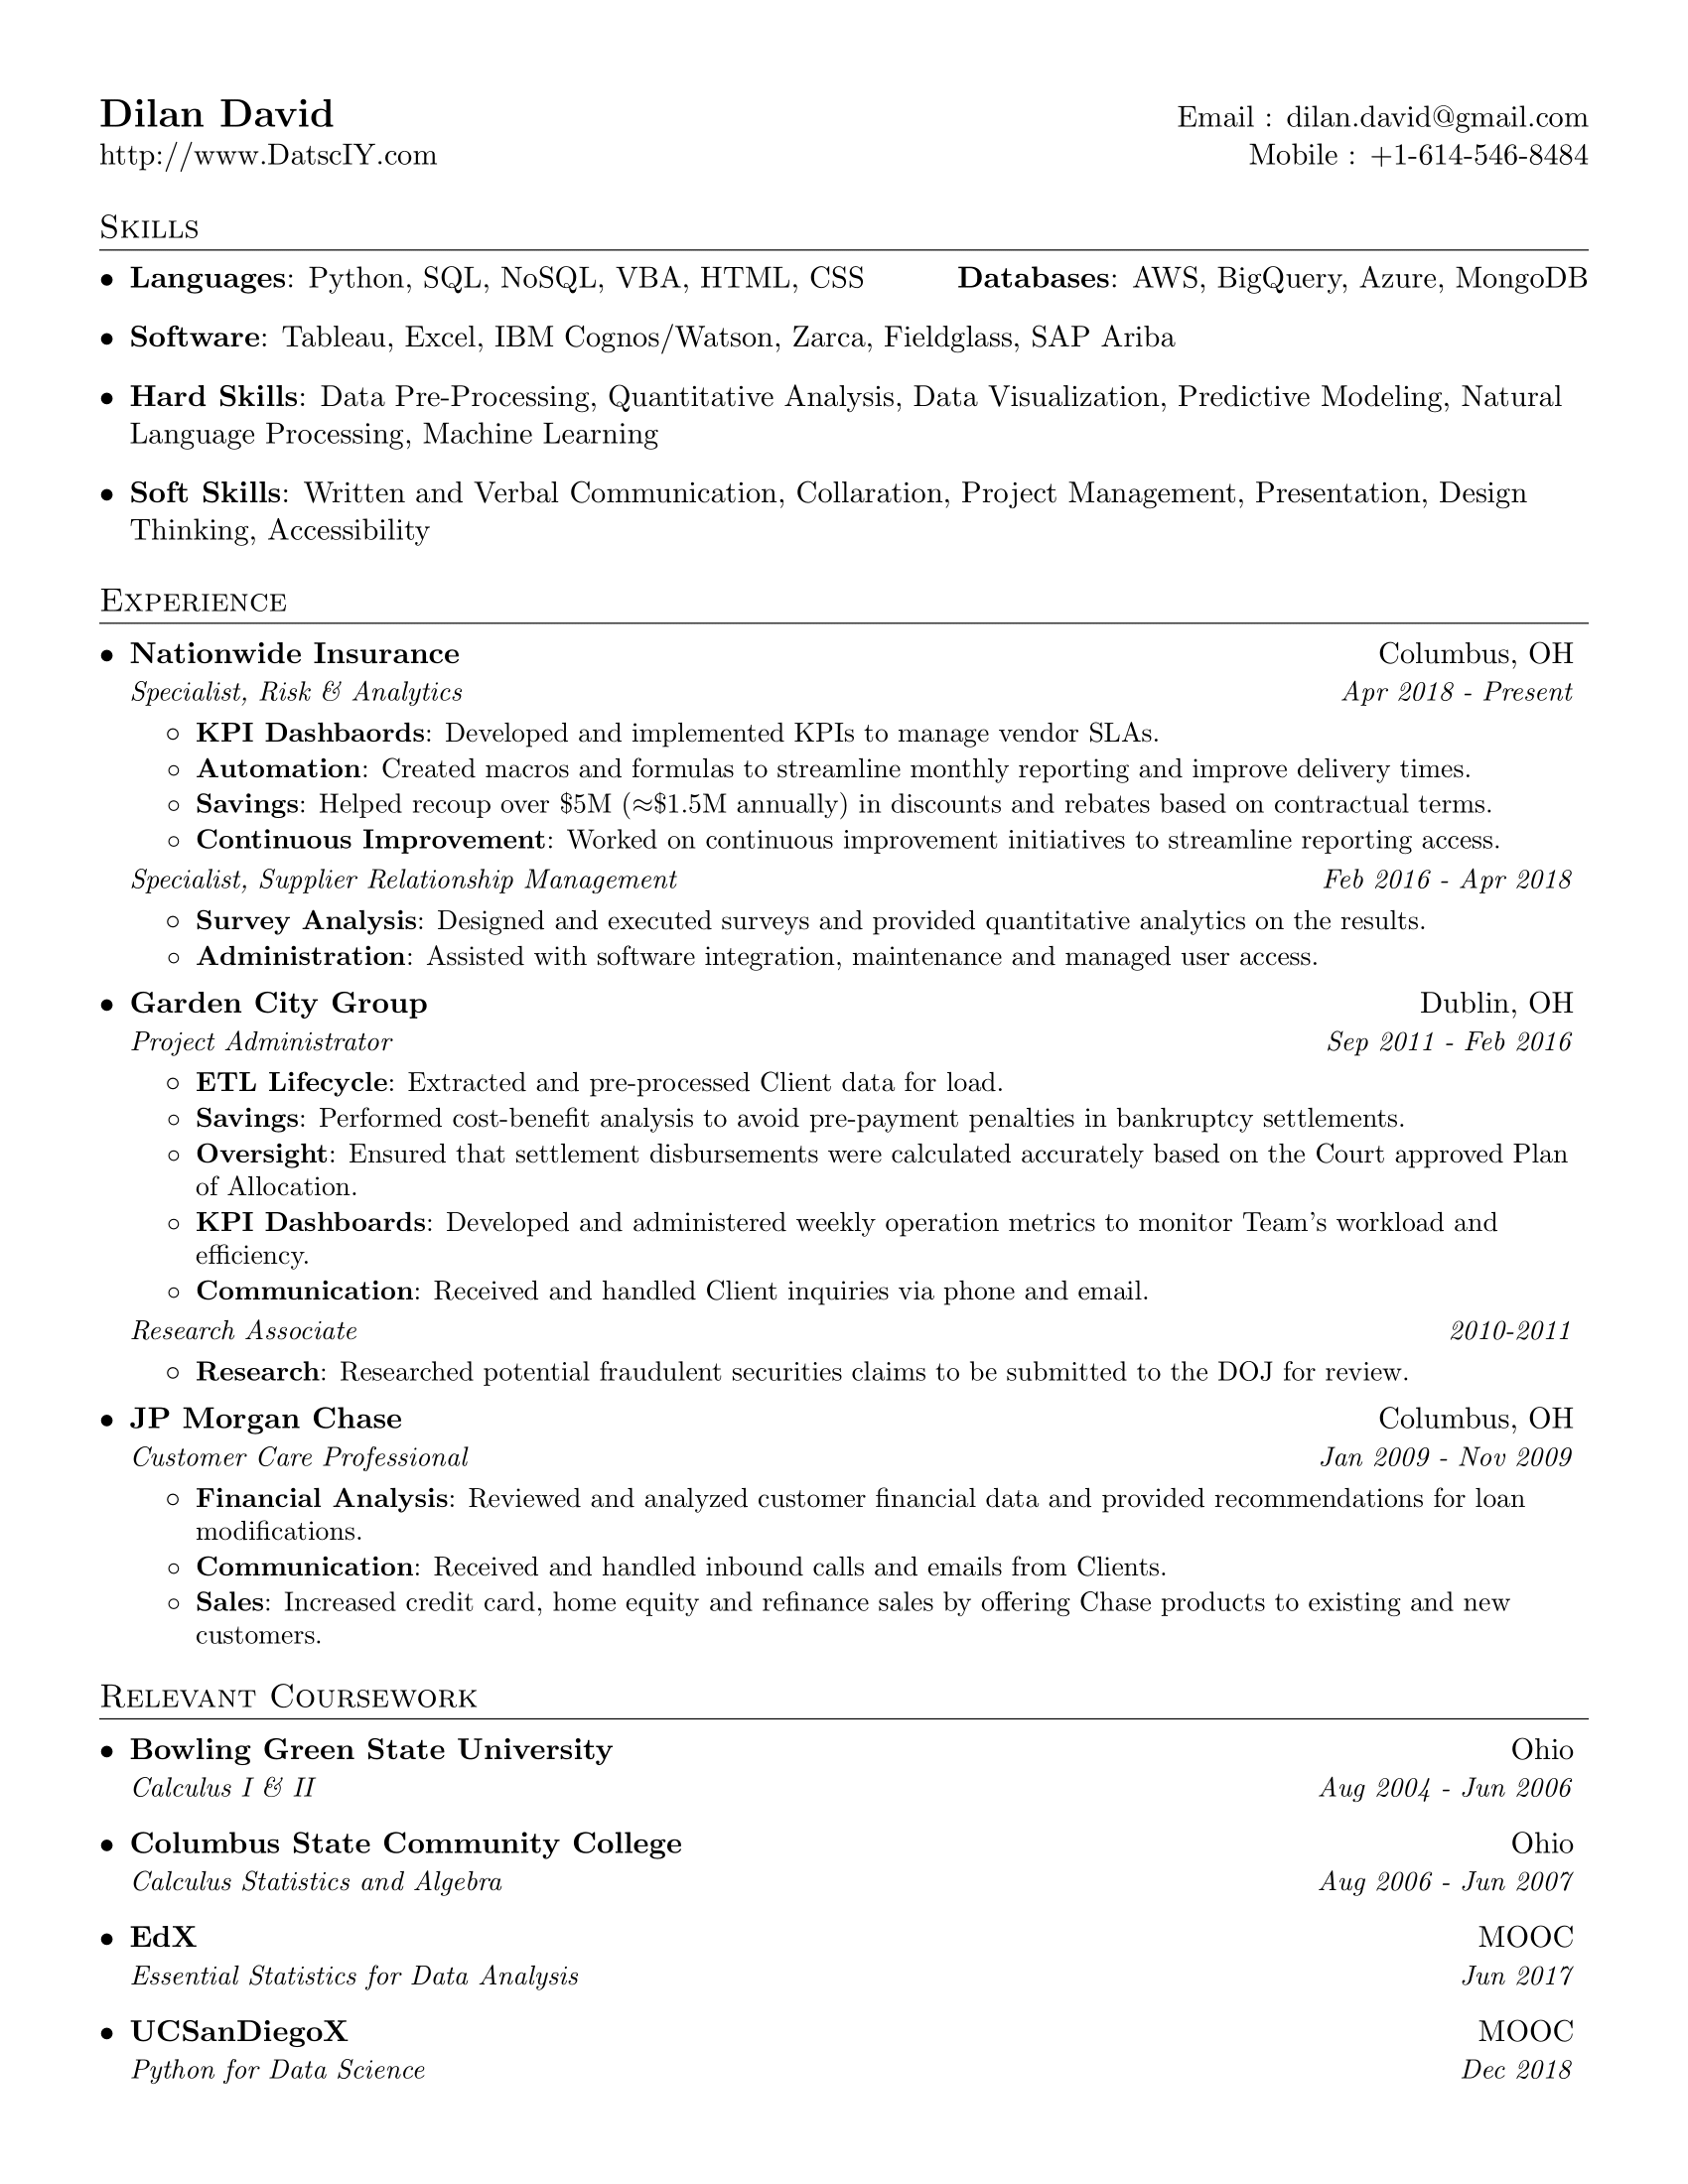 Dilan David Email : dilan.david@gmail.com
http://www.DatscIY.com Mobile : +1-614-546-8484
Skills
• Languages: Python, SQL, NoSQL, VBA, HTML, CSS Databases: AWS, BigQuery, Azure, MongoDB
• Software: Tableau, Excel, IBM Cognos/Watson, Zarca, Fieldglass, SAP Ariba
• Hard Skills: Data Pre-Processing, Quantitative Analysis, Data Visualization, Predictive Modeling, Natural
Language Processing, Machine Learning
• Soft Skills: Written and Verbal Communication, Collaration, Project Management, Presentation, Design
Thinking, Accessibility
Experience
• Nationwide Insurance Columbus, OH
Specialist, Risk & Analytics Apr 2018 - Present
◦ KPI Dashbaords: Developed and implemented KPIs to manage vendor SLAs.
◦ Automation: Created macros and formulas to streamline monthly reporting and improve delivery times.
◦ Savings: Helped recoup over $5M (≈$1.5M annually) in discounts and rebates based on contractual terms.
◦ Continuous Improvement: Worked on continuous improvement initiatives to streamline reporting access.
Specialist, Supplier Relationship Management Feb 2016 - Apr 2018
◦ Survey Analysis: Designed and executed surveys and provided quantitative analytics on the results.
◦ Administration: Assisted with software integration, maintenance and managed user access.
• Garden City Group Dublin, OH
Project Administrator Sep 2011 - Feb 2016
◦ ETL Lifecycle: Extracted and pre-processed Client data for load.
◦ Savings: Performed cost-benefit analysis to avoid pre-payment penalties in bankruptcy settlements.
◦ Oversight: Ensured that settlement disbursements were calculated accurately based on the Court approved Plan
of Allocation.
◦ KPI Dashboards: Developed and administered weekly operation metrics to monitor Team's workload and
efficiency.
◦ Communication: Received and handled Client inquiries via phone and email.
Research Associate 2010-2011
◦ Research: Researched potential fraudulent securities claims to be submitted to the DOJ for review.
• JP Morgan Chase Columbus, OH
Customer Care Professional Jan 2009 - Nov 2009
◦ Financial Analysis: Reviewed and analyzed customer financial data and provided recommendations for loan
modifications.
◦ Communication: Received and handled inbound calls and emails from Clients.
◦ Sales: Increased credit card, home equity and refinance sales by offering Chase products to existing and new
customers.
Relevant Coursework
• Bowling Green State University Ohio
Calculus I & II Aug 2004 - Jun 2006
• Columbus State Community College Ohio
Calculus Statistics and Algebra Aug 2006 - Jun 2007
• EdX MOOC
Essential Statistics for Data Analysis Jun 2017
• UCSanDiegoX MOOC
Python for Data Science Dec 2018